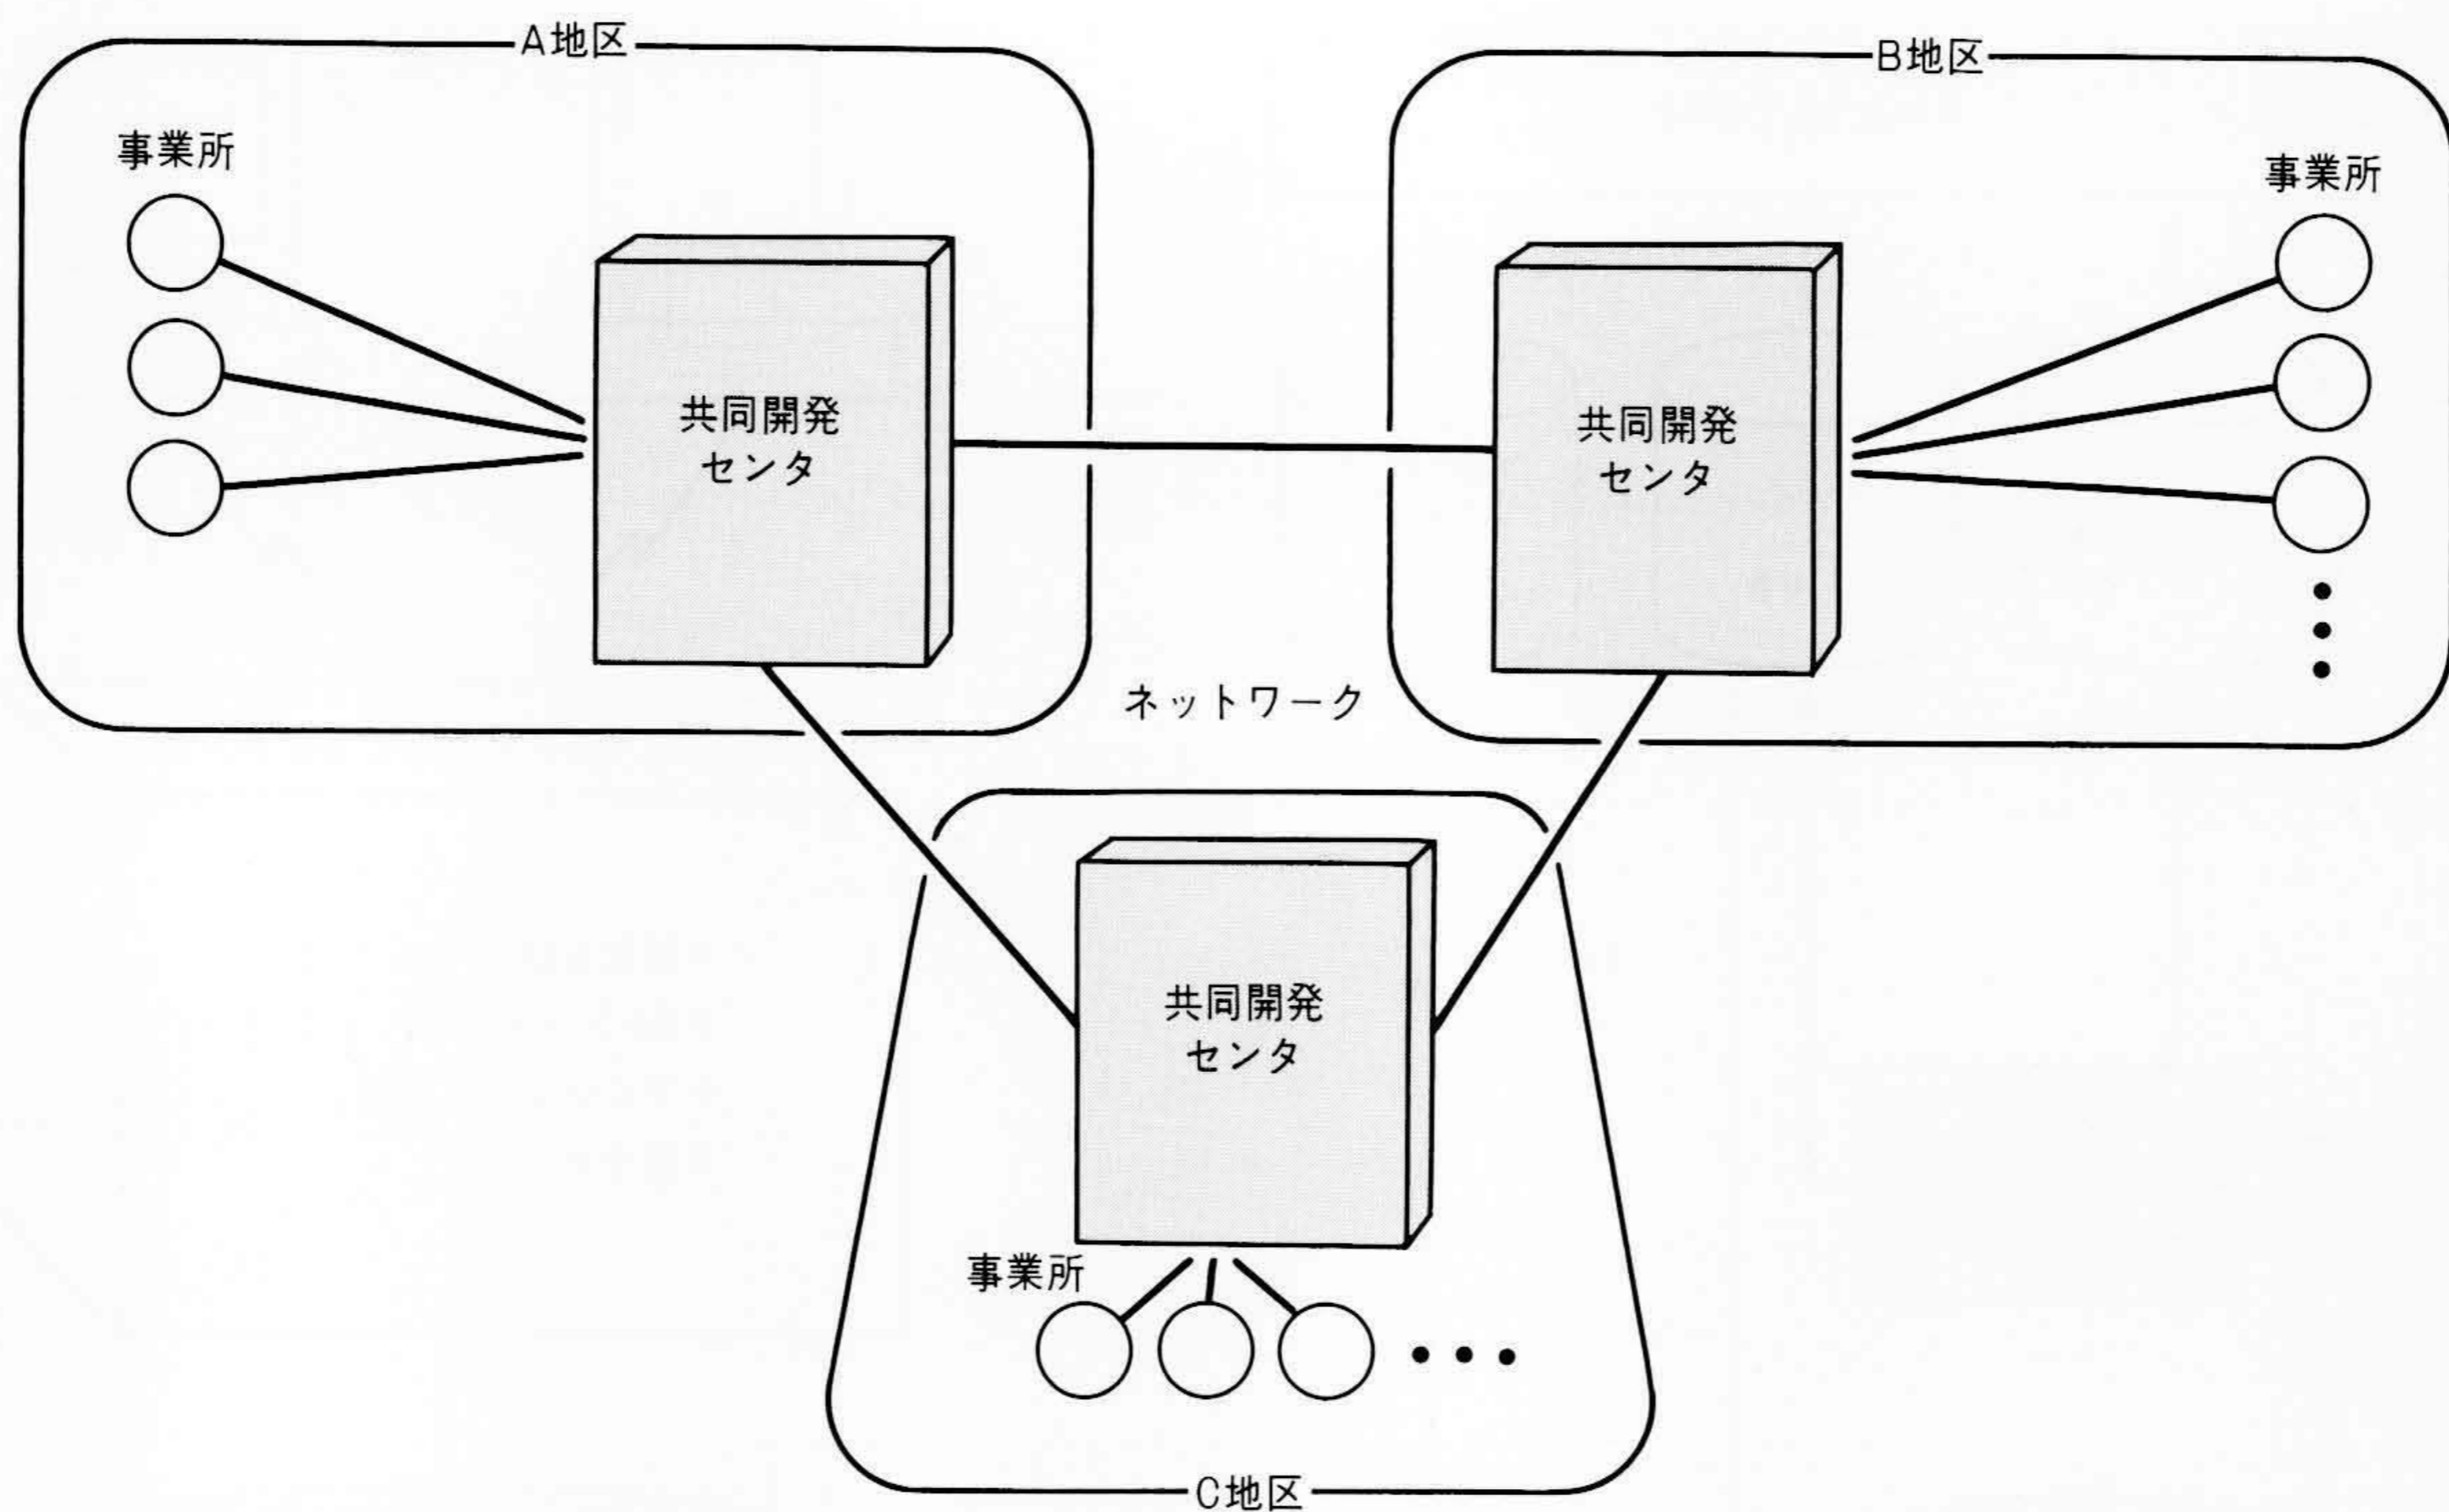 A地区
事業所
共同開発
センタ
B地区
事業所
共同開発
センタ
ネットワーク
共同開発
センタ
事業所
C地区